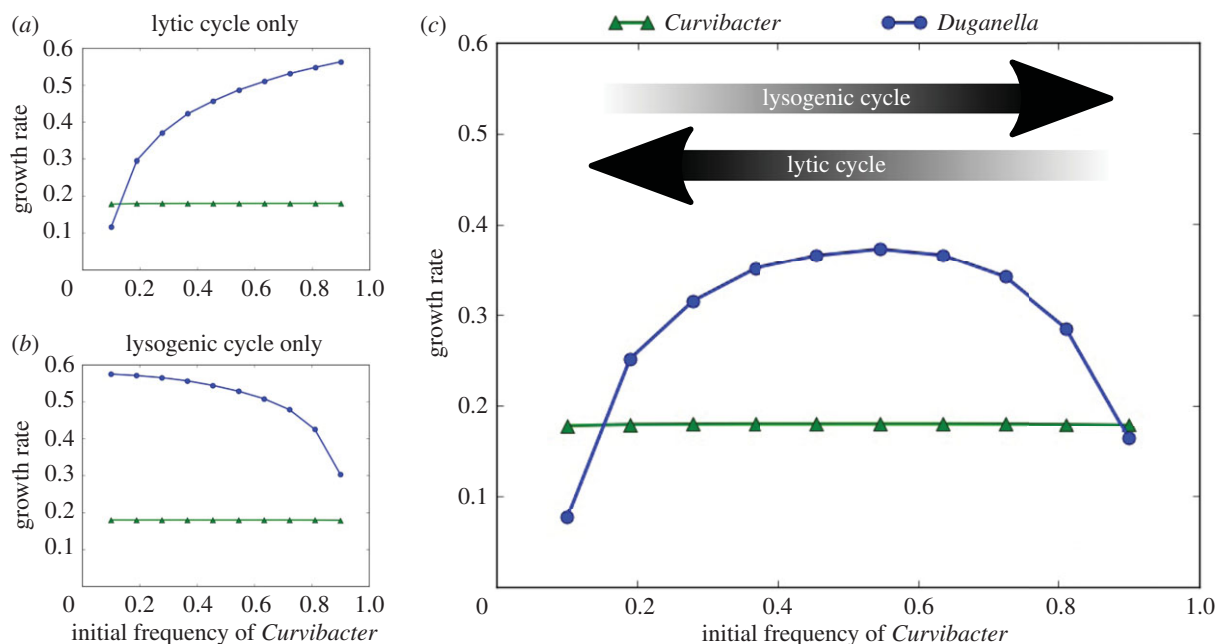 (a) lytic cycle only
0.6
0.5
0.4
0.3
0.2
0.1
growth rate
0 0.2 0.4 0.6 0.8 1.0
(b) lysogenic cycle only
0.6
0.5
0.4
0.3
0.2
0.1
growth rate
0 0.2 0.4 0.6 0.8 1.0
initial frequency of Curvibacter
(c) Curvibacter Duganella
0.6
0.5
0.4
0.3
0.2
0.1
growth rate
lysogenic cycle
lytic cycle
0 0.2 0.4 0.6 0.8 1.0
initial frequency of Curvibacter